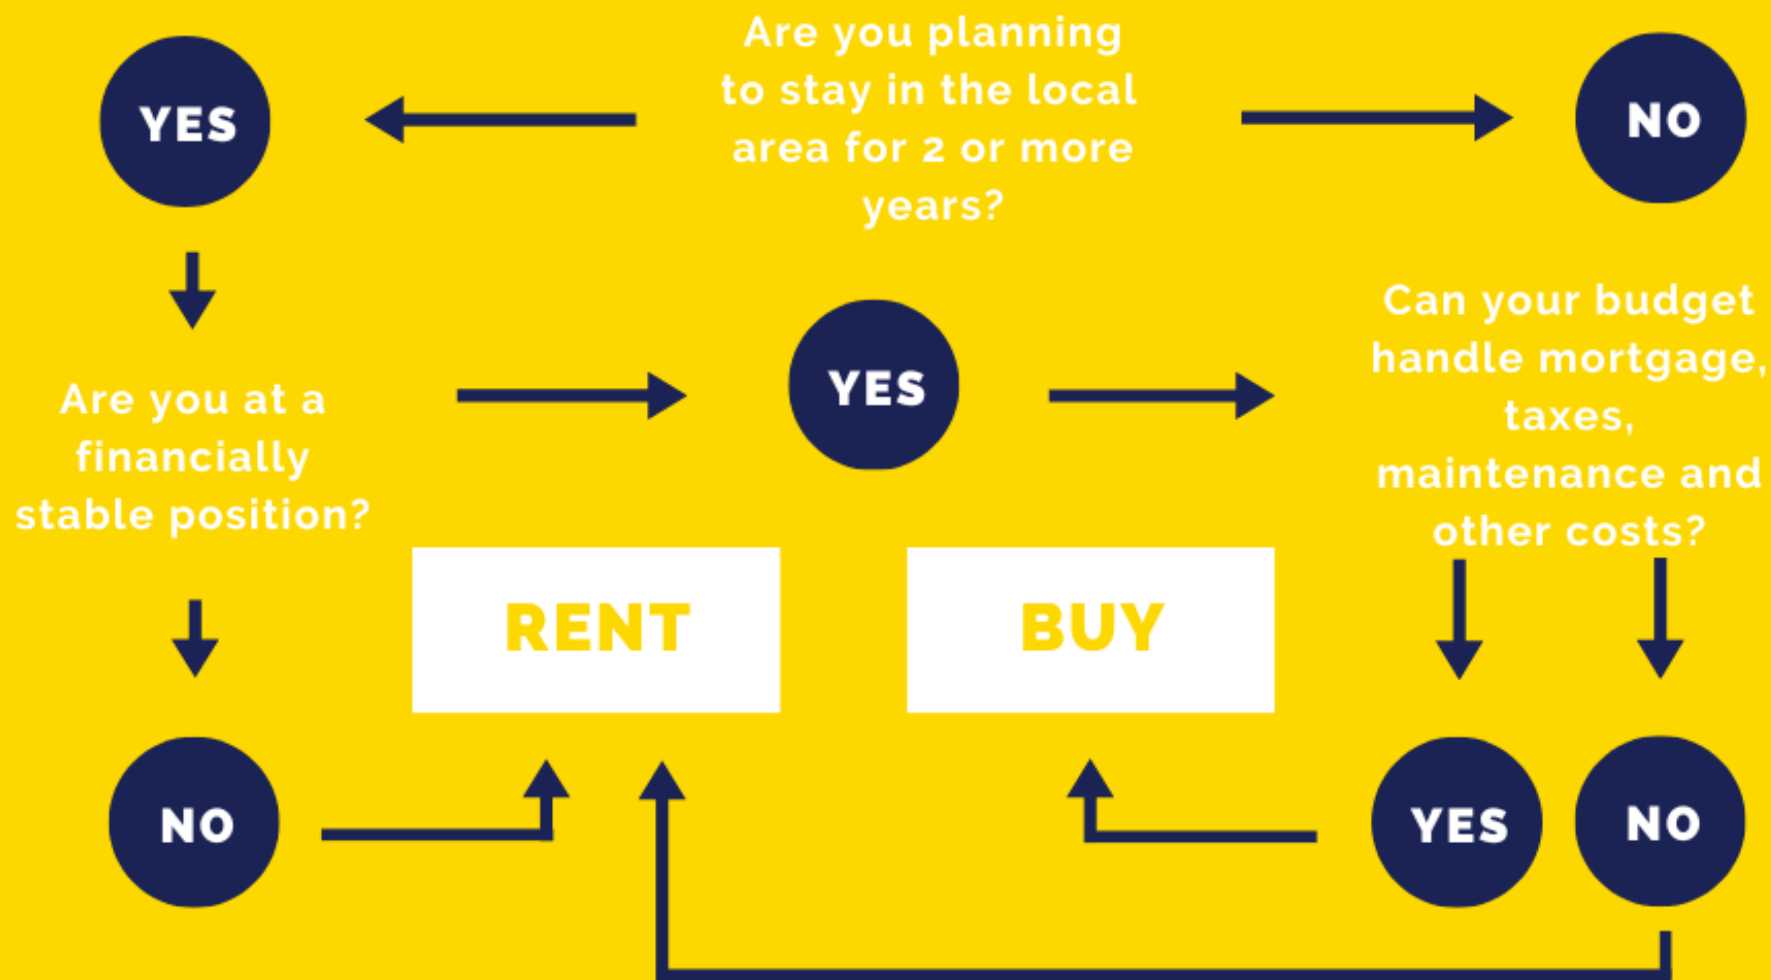 Are you planning
to stay in the local
area for 2 or more
years?
YES
NO
Are you at a
financially
stable position?
YES
Can your budget
handle mortgage,
taxes,
maintenance and
other costs?
RENT
BUY
NO
YES
NO